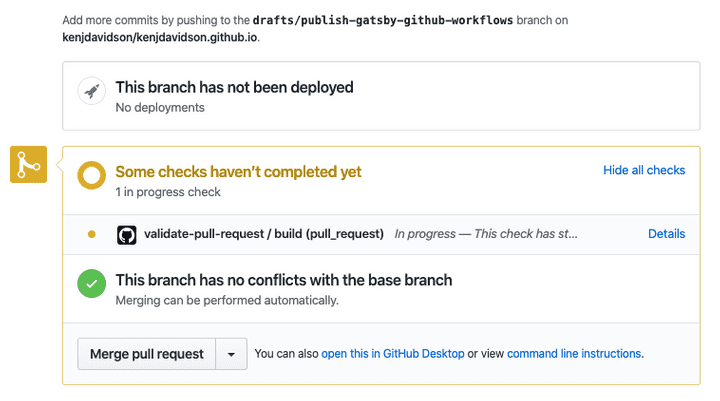 Add more commits by pushing to the drafts/publish-gatsby-github-workflows branch on
kenjdavidson/kenjdavidson.github.io.
This branch has not been deployed
No deployments
Some checks haven't completed yet
Hide all checks
1 in progress check
validate-pull-request / build (pull_request) In progress — This check has st...
Details
This branch has no conflicts with the base branch
Merging can be performed automatically.
Merge pull request
You can also open this in GitHub Desktop or view command line instructions.